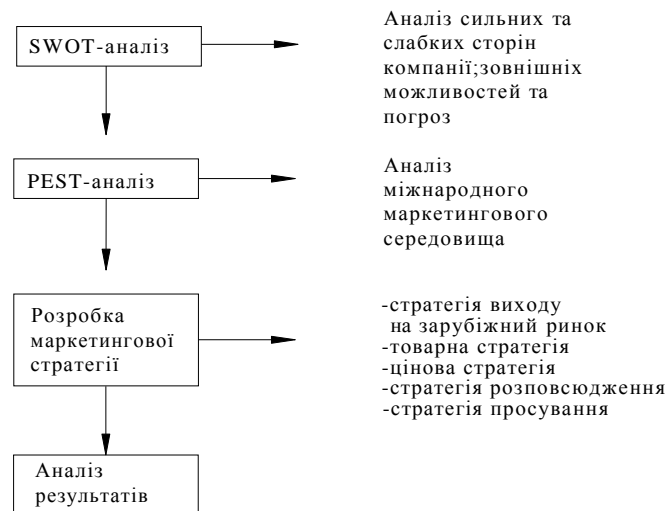 SWOT-аналіз
Аналіз сильних та
слабких сторін
компанії;зовнішніх
можливостей та
погроз
PEST-аналіз
Аналіз
міжнародного
маркетингового
середовища
Розробка
маркетингової
стратегії
-стратегія виходу
на зарубіжний ринок
-товарна стратегія
-цінова стратегія
-стратегія розповсюдження
-стратегія просування
Аналіз
результатів